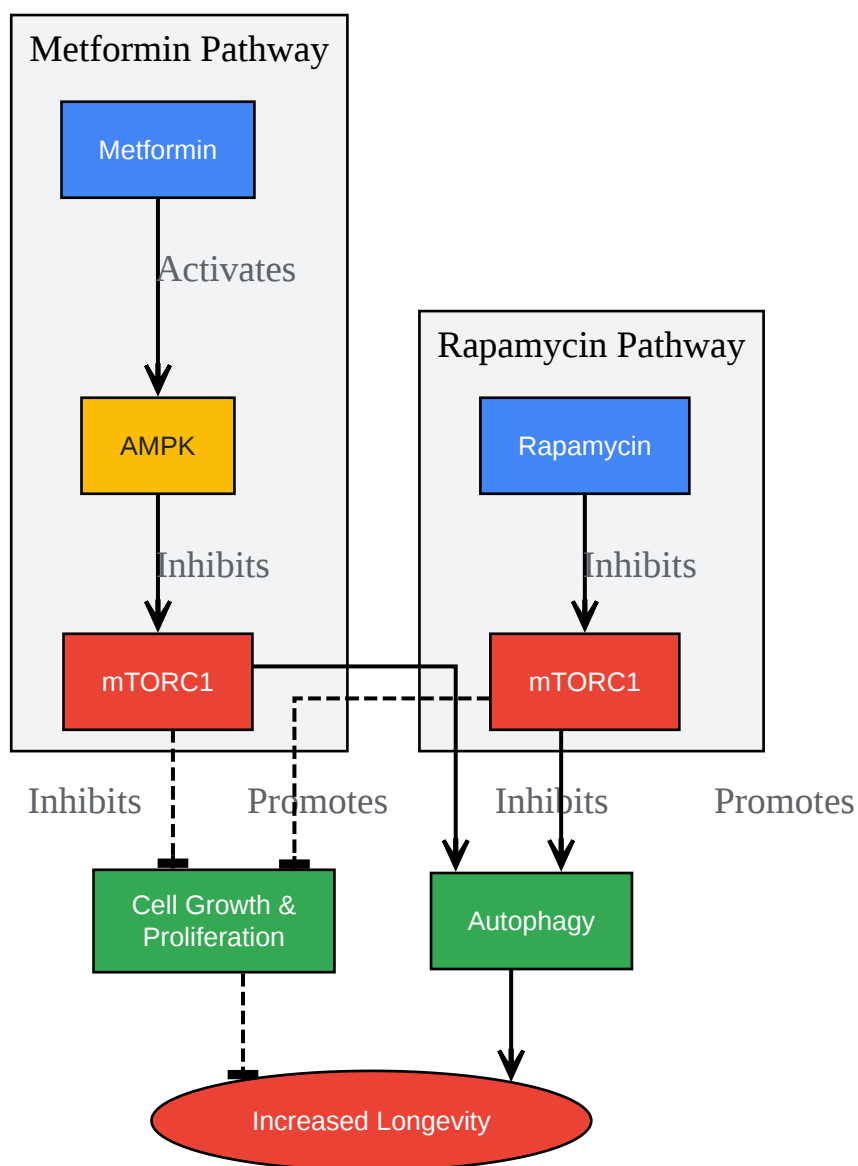 Metformin Pathway
Metformin
Activates
Rapamycin Pathway
AMPK
Rapamycin
Inhibits
Inhibits
mTORC1
mTORC1
Inhibits
Promotes
Inhibits
Promotes
Cell Growth &
Proliferation
Autophagy
Increased Longevity